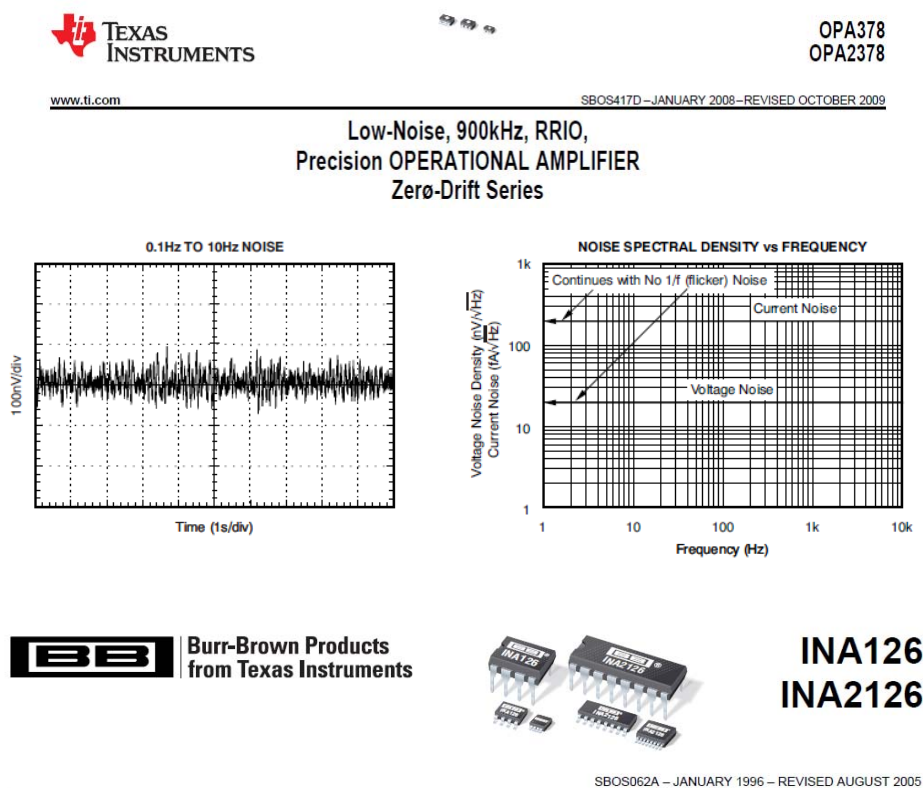 TEXAS
INSTRUMENTS
OPA378
OPA2378
www.ti.com
SBOS417D–JANUARY 2008–REVISED OCTOBER 2009
Low-Noise, 900kHz, RRIO,
Precision OPERATIONAL AMPLIFIER
Zerø-Drift Series
0.1Hz TO 10Hz NOISE
100nV/div
Time (1s/div)
NOISE SPECTRAL DENSITY vs FREQUENCY
Voltage Noise Density (nV/√Hz)
Current Noise (fA/√Hz)
1k
100
10
1
Continues with No 1/f (flicker) Noise
Current Noise
Voltage Noise
1 10 100 1k 10k
Frequency (Hz)
BB
Burr-Brown Products
from Texas Instruments
INA126
INA2126
INA126
INA2126
SBOS062A – JANUARY 1996 – REVISED AUGUST 2005